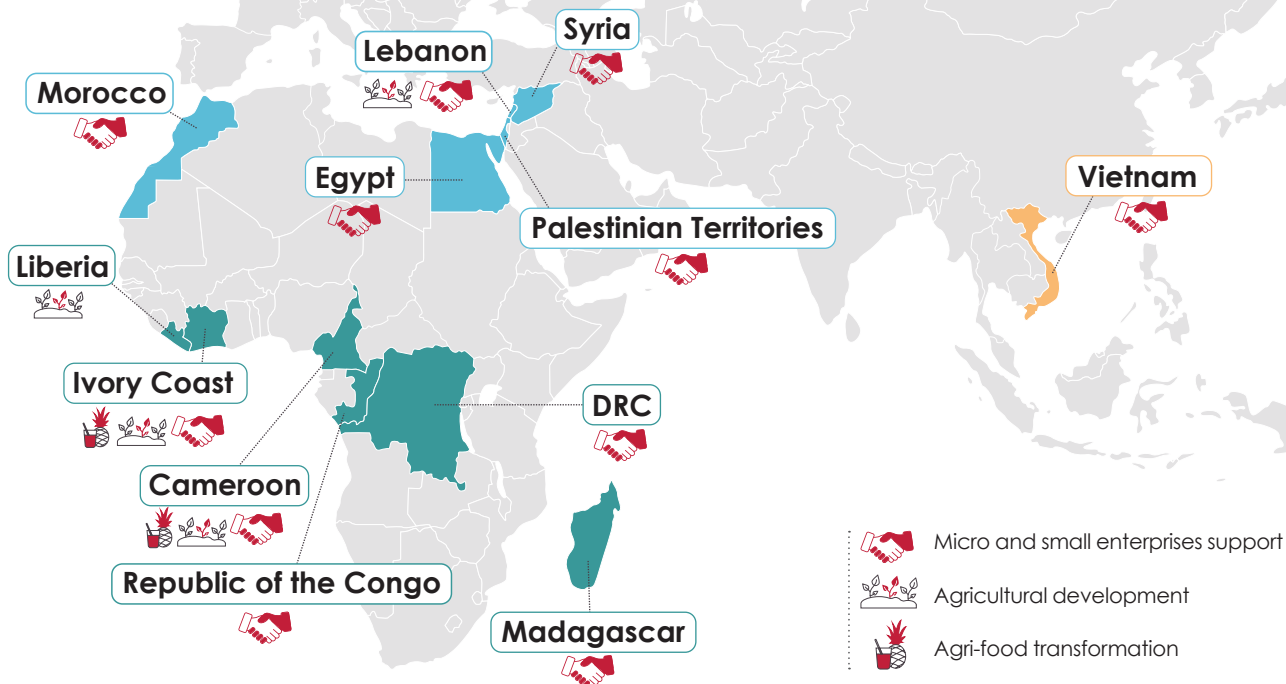 Syria
Lebanon
Morocco
Egypt
Vietnam
Palestinian Territories
Liberia
Ivory Coast
DRC
Cameroon
Republic of the Congo
Madagascar
Micro and small enterprises support
Agricultural development
Agri-food transformation